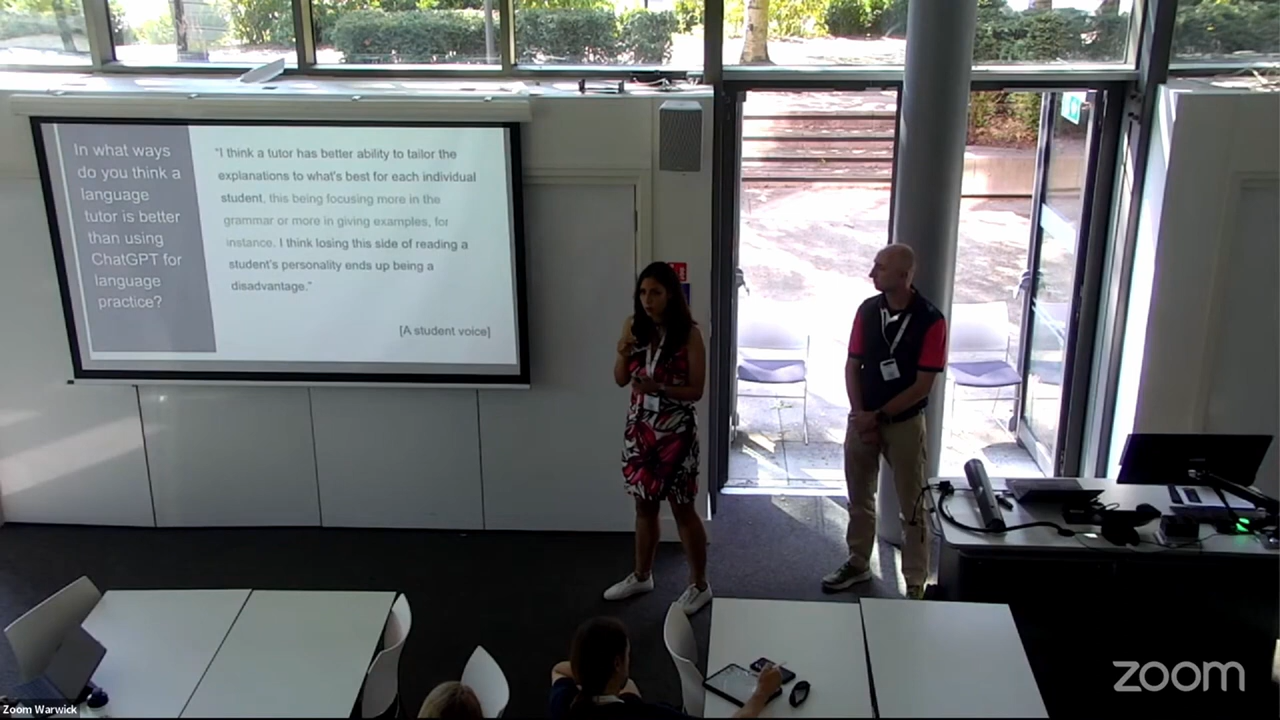 In what ways
do you think a
language
tutor is better
than using
ChatGPT for
language
practice?
"I think a tutor has better ability to tailor the
explanations to what's best for each individual
student, this being focusing more in the
grammar or more in giving examples, for
instance. I think losing this side of reading a
student's personality ends up being a
disadvantage."
[A student voice]
zoom
Zoom Warwick